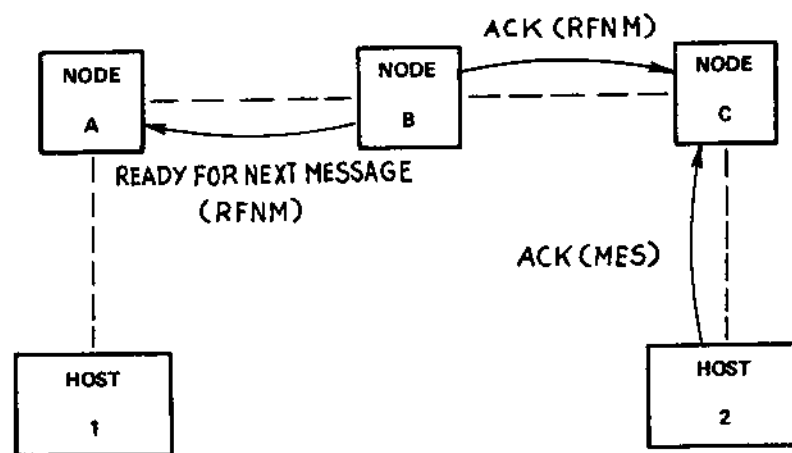 ACK (RFNM)
NODE
A
NODE
B
NODE
C
READY FOR NEXT MESSAGE
(RFNM)
ACK (MES)
HOST
1
HOST
2